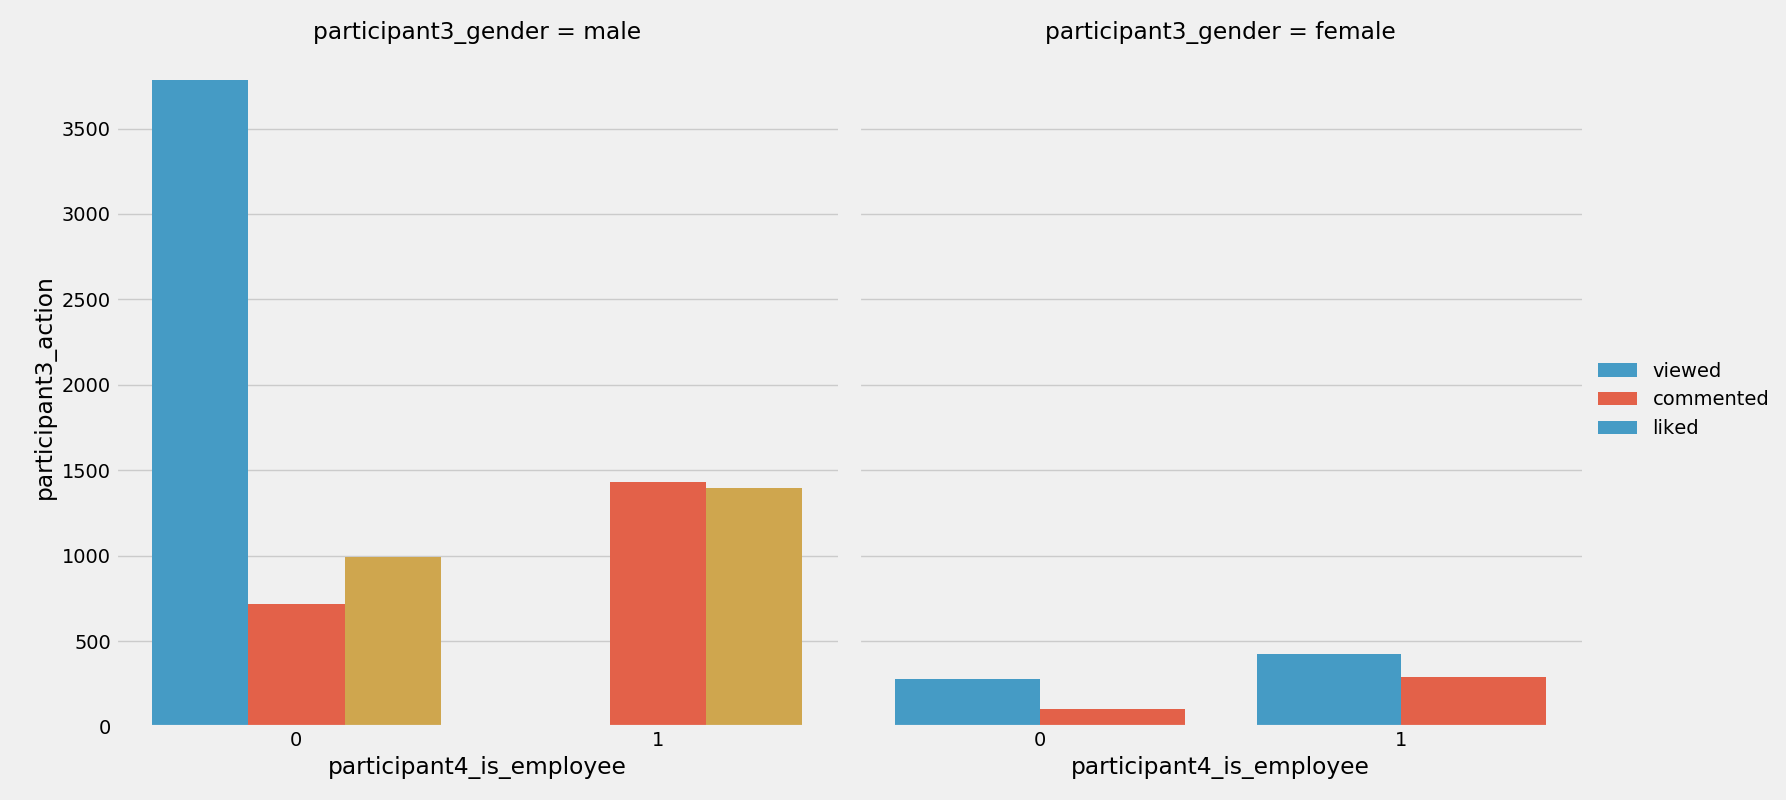 participant3_gender = male
participant3_gender = female
participant3_action
3500
3000
2500
2000
1500
1000
500
0
0
1
participant4_is_employee
0
1
participant4_is_employee
viewed
commented
liked